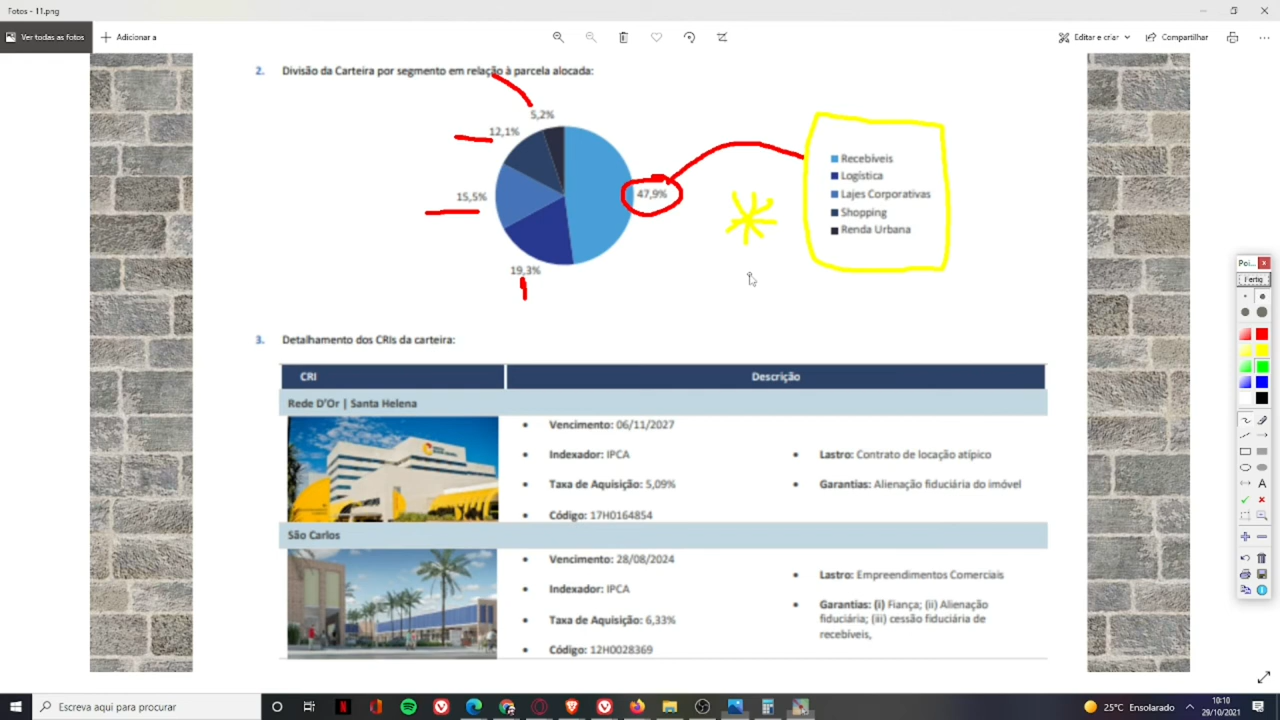 Fotos - 11.png
Ver todas as fotos
Adicionar a
Editar e criar
Compartilhar
2. Divisão da Carteira por segmento em relação à parcela alocada:
5,2%
12,1%
15,5%
47,9%
19,3%
Recebíveis
Logística
Lajes Corporativas
Shopping
Renda Urbana
Poi...
3. Detalhamento dos CRIs da carteira:
CRI
Descrição
Rede D'Or | Santa Helena
• Vencimento: 06/11/2027
• Indexador: IPCA
• Taxa de Aquisição: 5,09%
• Código: 17H0164854
• Lastro: Contrato de locação atípico
• Garantias: Alienação fiduciária do imóvel
São Carlos
• Vencimento: 28/08/2024
• Indexador: IPCA
• Taxa de Aquisição: 6,33%
• Código: 12H0028369
• Lastro: Empreendimentos Comerciais
• Garantias: (i) Fiança; (ii) Alienação
fiduciária; (iii) cessão fiduciária de
recebíveis,
Escreva aqui para procurar
25°C Ensolarado
10:10
29/10/2021